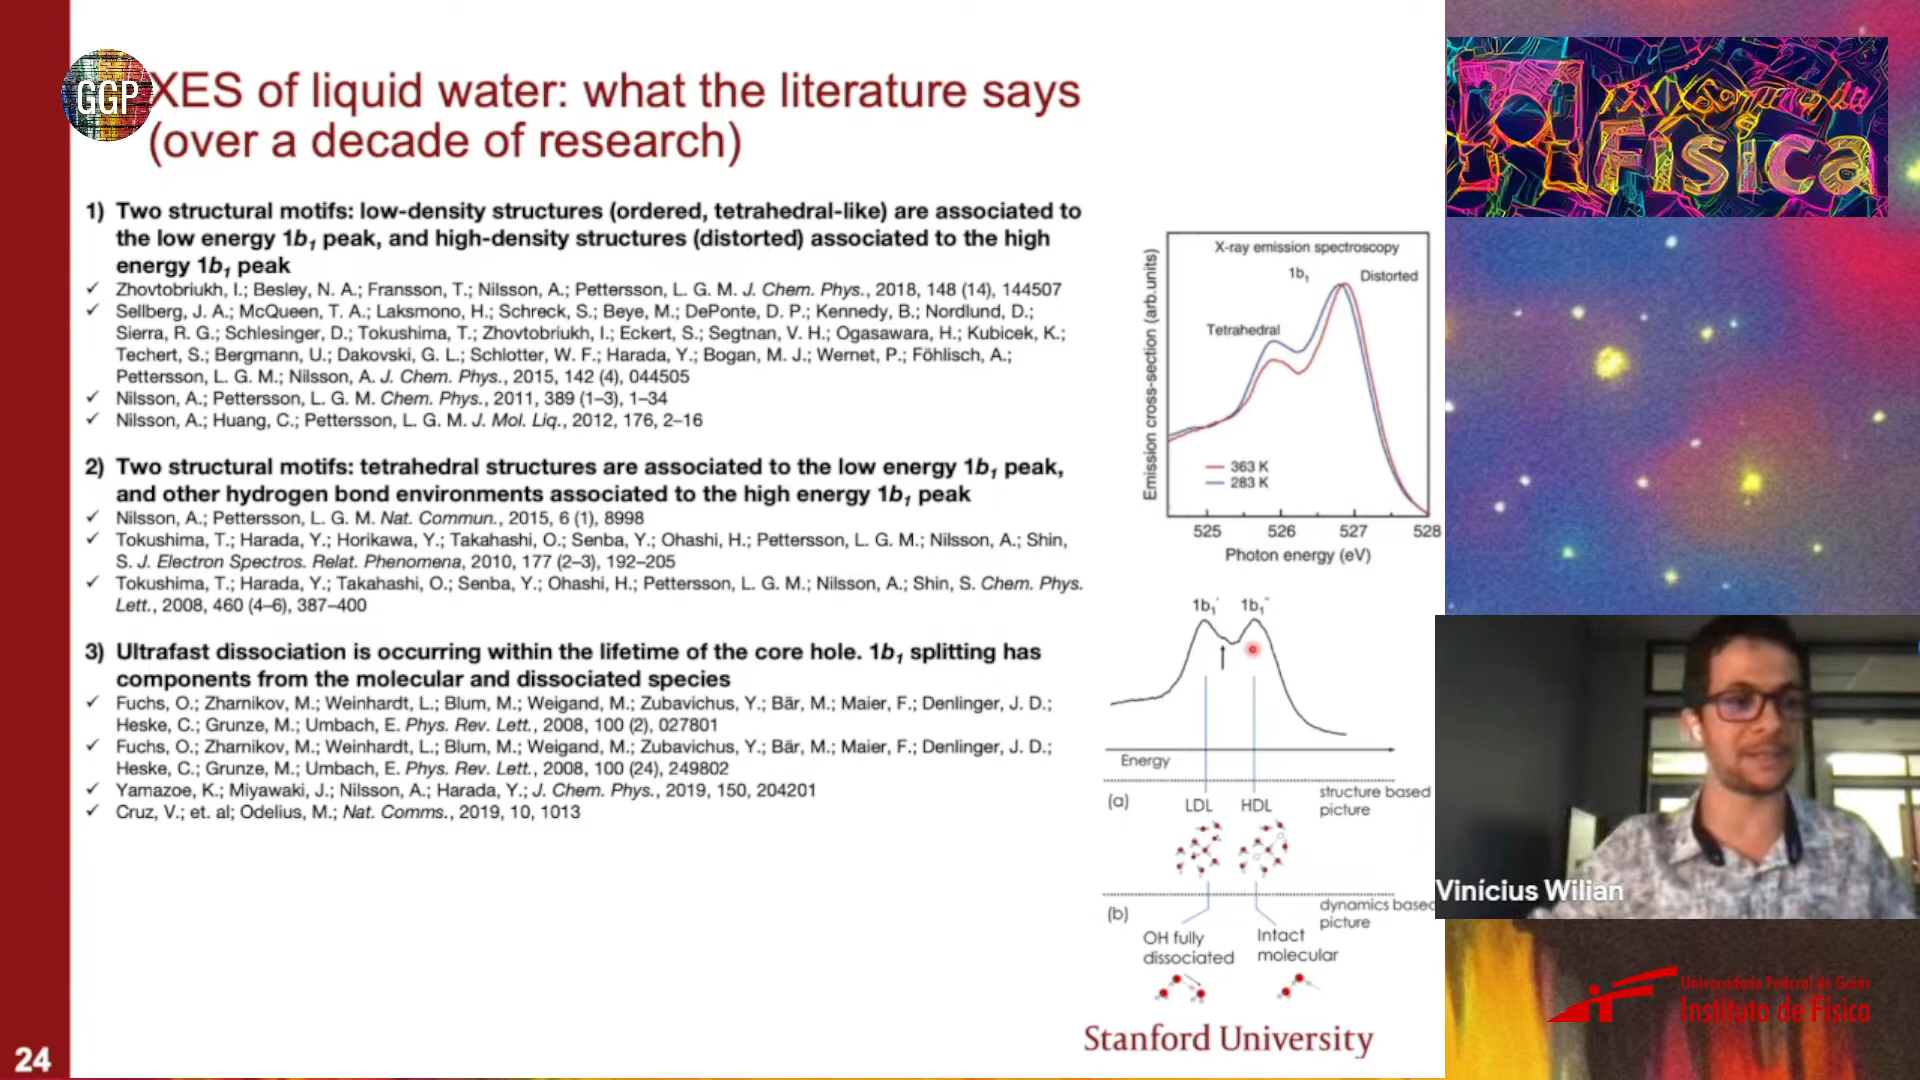 GGP
XES of liquid water: what the literature says
(over a decade of research)
1) Two structural motifs: low-density structures (ordered, tetrahedral-like) are associated to
the low energy 1b₁ peak, and high-density structures (distorted) associated to the high
energy 1b₁ peak
✓ Zhovtobriukh, I.; Besley, N. A.; Fransson, T.; Nilsson, A.; Pettersson, L. G. M. J. Chem. Phys., 2018, 148 (14), 144507
✓ Sellberg, J. A.; McQueen, T. A.; Laksmono, H.; Schreck, S.; Beye, M.; DePonte, D. P.; Kennedy, B.; Nordlund, D.;
Sierra, R. G.; Schlesinger, D.; Tokushima, T.; Zhovtobriukh, I.; Eckert, S.; Segtnan, V. H.; Ogasawara, H.; Kubicek, K.;
Techert, S.; Bergmann, U.; Dakovski, G. L.; Schlotter, W. F.; Harada, Y.; Bogan, M. J.; Wernet, P.; Föhlisch, A.;
Pettersson, L. G. M.; Nilsson, A. J. Chem. Phys., 2015, 142 (4), 044505
✓ Nilsson, A.; Pettersson, L. G. M. Chem. Phys., 2011, 389 (1–3), 1–34
✓ Nilsson, A.; Huang, C.; Pettersson, L. G. M. J. Mol. Liq., 2012, 176, 2–16
2) Two structural motifs: tetrahedral structures are associated to the low energy 1b₁ peak,
and other hydrogen bond environments associated to the high energy 1b₁ peak
✓ Nilsson, A.; Pettersson, L. G. M. Nat. Commun., 2015, 6 (1), 8998
✓ Tokushima, T.; Harada, Y.; Horikawa, Y.; Takahashi, O.; Senba, Y.; Ohashi, H.; Pettersson, L. G. M.; Nilsson, A.; Shin,
S. J. Electron Spectros. Relat. Phenomena, 2010, 177 (2–3), 192–205
✓ Tokushima, T.; Harada, Y.; Takahashi, O.; Senba, Y.; Ohashi, H.; Pettersson, L. G. M.; Nilsson, A.; Shin, S. Chem. Phys.
Lett., 2008, 460 (4–6), 387–400
3) Ultrafast dissociation is occurring within the lifetime of the core hole. 1b₁ splitting has
components from the molecular and dissociated species
✓ Fuchs, O.; Zharnikov, M.; Weinhardt, L.; Blum, M.; Weigand, M.; Zubavichus, Y.; Bär, M.; Maier, F.; Denlinger, J. D.;
Heske, C.; Grunze, M.; Umbach, E. Phys. Rev. Lett., 2008, 100 (2), 027801
✓ Fuchs, O.; Zharnikov, M.; Weinhardt, L.; Blum, M.; Weigand, M.; Zubavichus, Y.; Bär, M.; Maier, F.; Denlinger, J. D.;
Heske, C.; Grunze, M.; Umbach, E. Phys. Rev. Lett., 2008, 100 (24), 249802
✓ Yamazoe, K.; Miyawaki, J.; Nilsson, A.; Harada, Y.; J. Chem. Phys., 2019, 150, 204201
✓ Cruz, V.; et. al; Odelius, M.; Nat. Comms., 2019, 10, 1013
24
X-ray emission spectroscopy
1b₁
Distorted
Tetrahedral
Emission cross-section (arb.units)
363 K
283 K
525 526 527 528
Photon energy (eV)
1b₁' 1b₁''
Energy
(a) LDL HDL structure based
picture
(b) dynamics based
picture
OH fully
dissociated
Intact
molecular
Stanford University
Física
Vinícius Wilian
Universidade Federal de Goiás
Instituto de Física